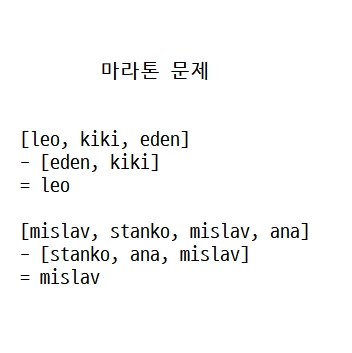 마라톤 문제
[leo, kiki, eden]
- [eden, kiki]
= leo
[mislav, stanko, mislav, ana]
- [stanko, ana, mislav]
= mislav